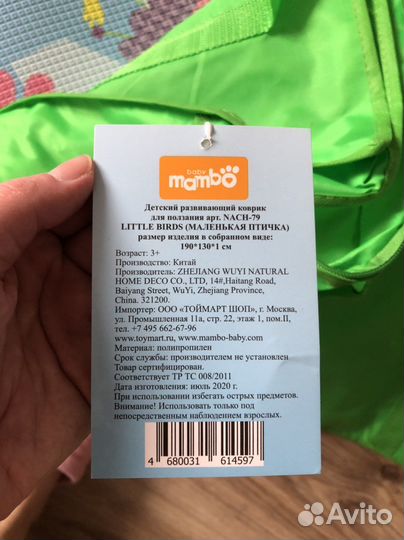 baby
mambo
Детский развивающий коврик
для ползания арт. NACH-79
LITTLE BIRDS (МАЛЕНЬКАЯ ПТИЧКА)
размер изделия в собранном виде:
190*130*1 см
Возраст: 3+
Производство: Китай
Производитель: ZHEJIANG WUYI NATURAL
HOME DECO CO., LTD, 14#,Haitang Road,
Baiyang Street, WuYi, Zhejiang Province,
China. 321200.
Импортер: ООО «ТОЙМАРТ ШОП», г. Москва,
ул. Промышленная 11а, стр. 22, этаж 1, пом.II,
тел. +7 495 662-67-96
www.toymart.ru, www.mambo-baby.com
Материал: полипропилен
Срок службы: производителем не установлен
Товар сертифицирован.
Соответствует ТР ТС 008/2011
Дата изготовления: июль 2020 г.
При использовании избегать острых предметов.
Внимание! Использовать только под
непосредственным наблюдением взрослых.
4 680031 614597
Avito